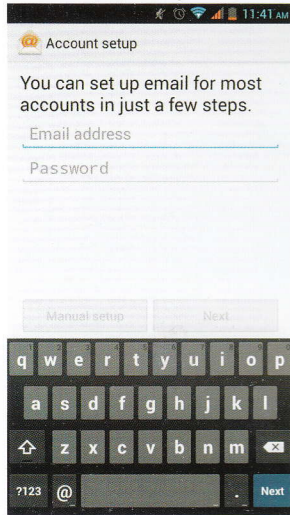 11:41 AM
Account setup
You can set up email for most
accounts in just a few steps.
Email address
Password
Manual setup
Next
q w e r t y u i o p
a s d f g h j k l
z x c v b n m
?123 @ . Next